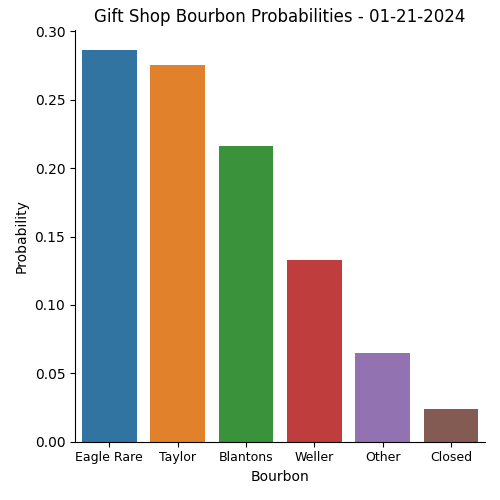 Gift Shop Bourbon Probabilities - 01-21-2024
0.30
0.25
0.20
0.15
0.10
0.05
0.00
Probability
Eagle Rare Taylor Blantons Weller Other Closed
Bourbon